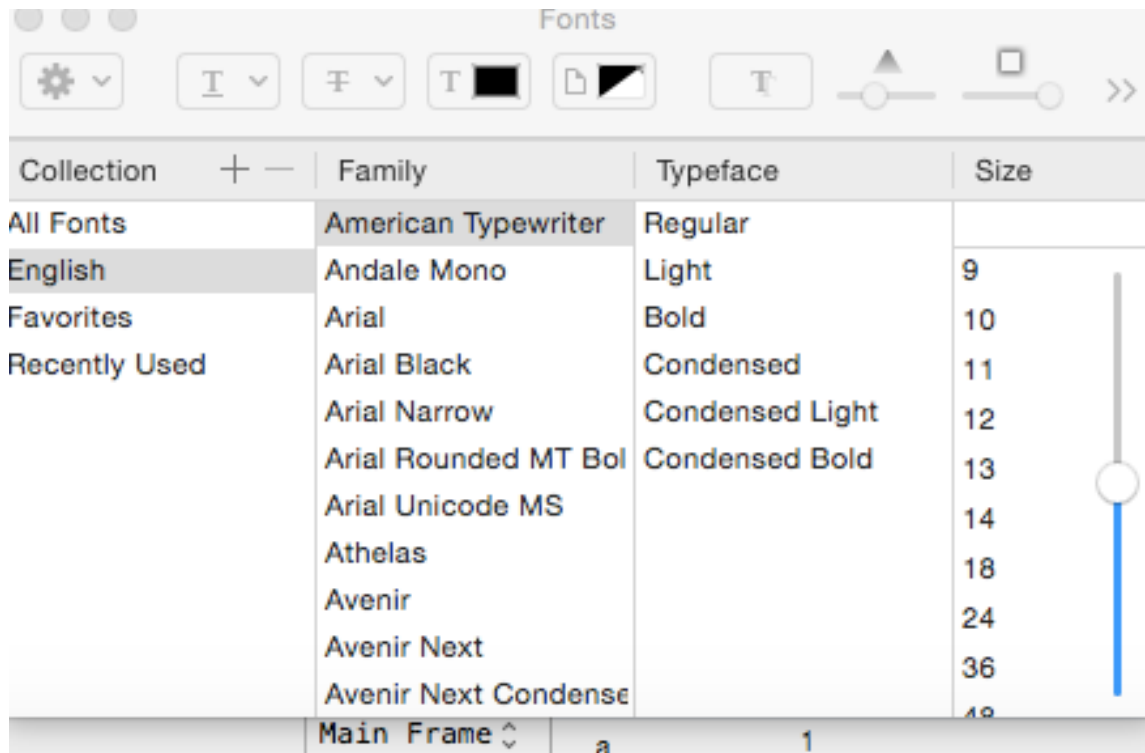 Fonts
T T T T
Collection + — Family Typeface Size
All Fonts American Typewriter Regular
English Andale Mono Light 9
Favorites Arial Bold 10
Recently Used Arial Black Condensed 11
Arial Narrow Condensed Light 12
Arial Rounded MT Bol Condensed Bold 13
Arial Unicode MS 14
Athelas 18
Avenir 24
Avenir Next 36
Avenir Next Condense 48
Main Frame a 1